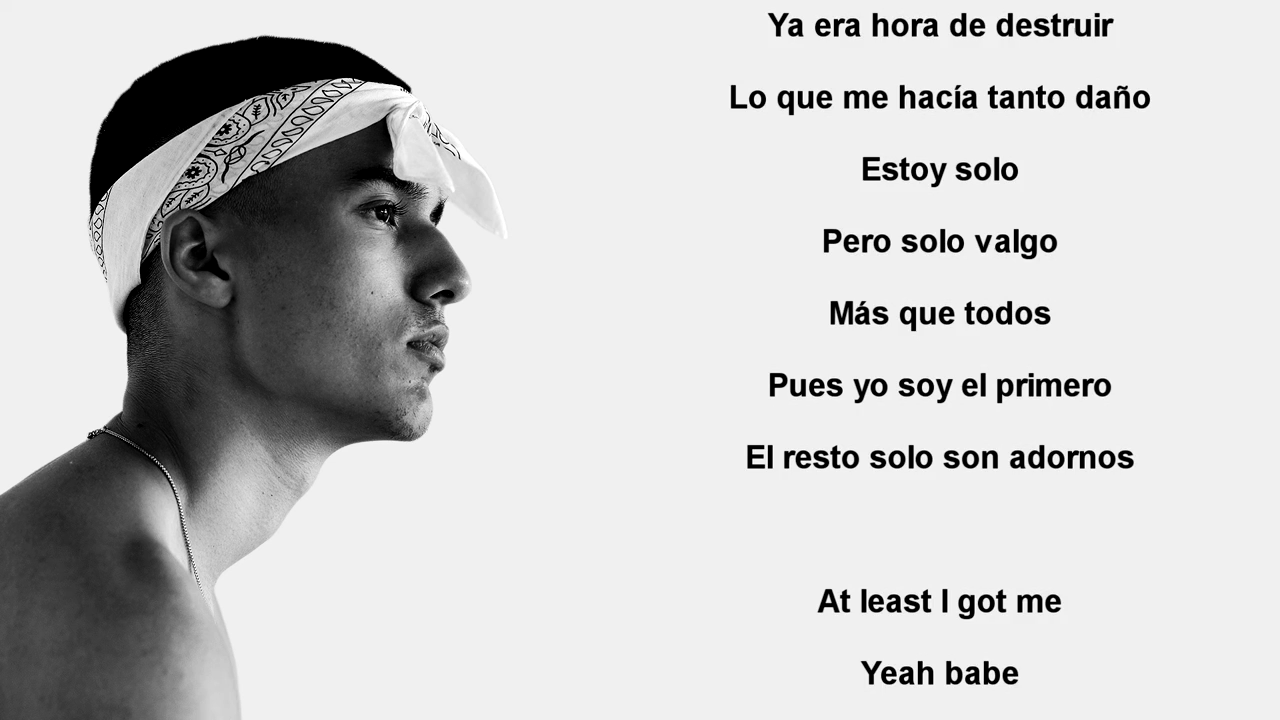 Ya era hora de destruir
Lo que me hacía tanto daño
Estoy solo
Pero solo valgo
Más que todos
Pues yo soy el primero
El resto solo son adornos
At least I got me
Yeah babe